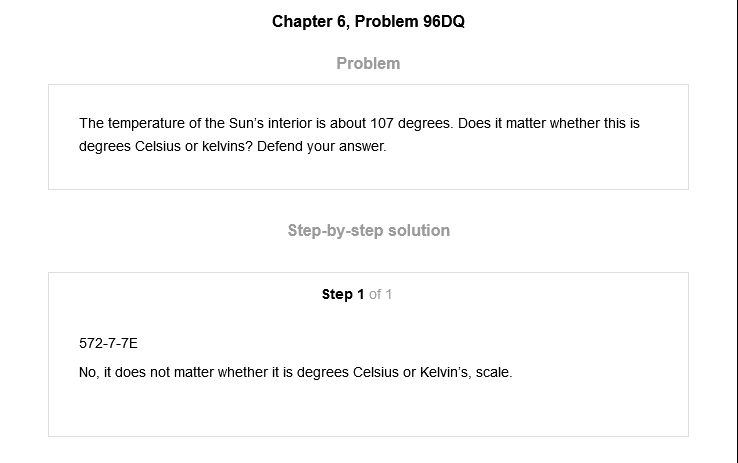 Chapter 6, Problem 96DQ
Problem
The temperature of the Sun's interior is about 107 degrees. Does it matter whether this is
degrees Celsius or kelvins? Defend your answer.
Step-by-step solution
Step 1 of 1
572-7-7E
No, it does not matter whether it is degrees Celsius or Kelvin's, scale.